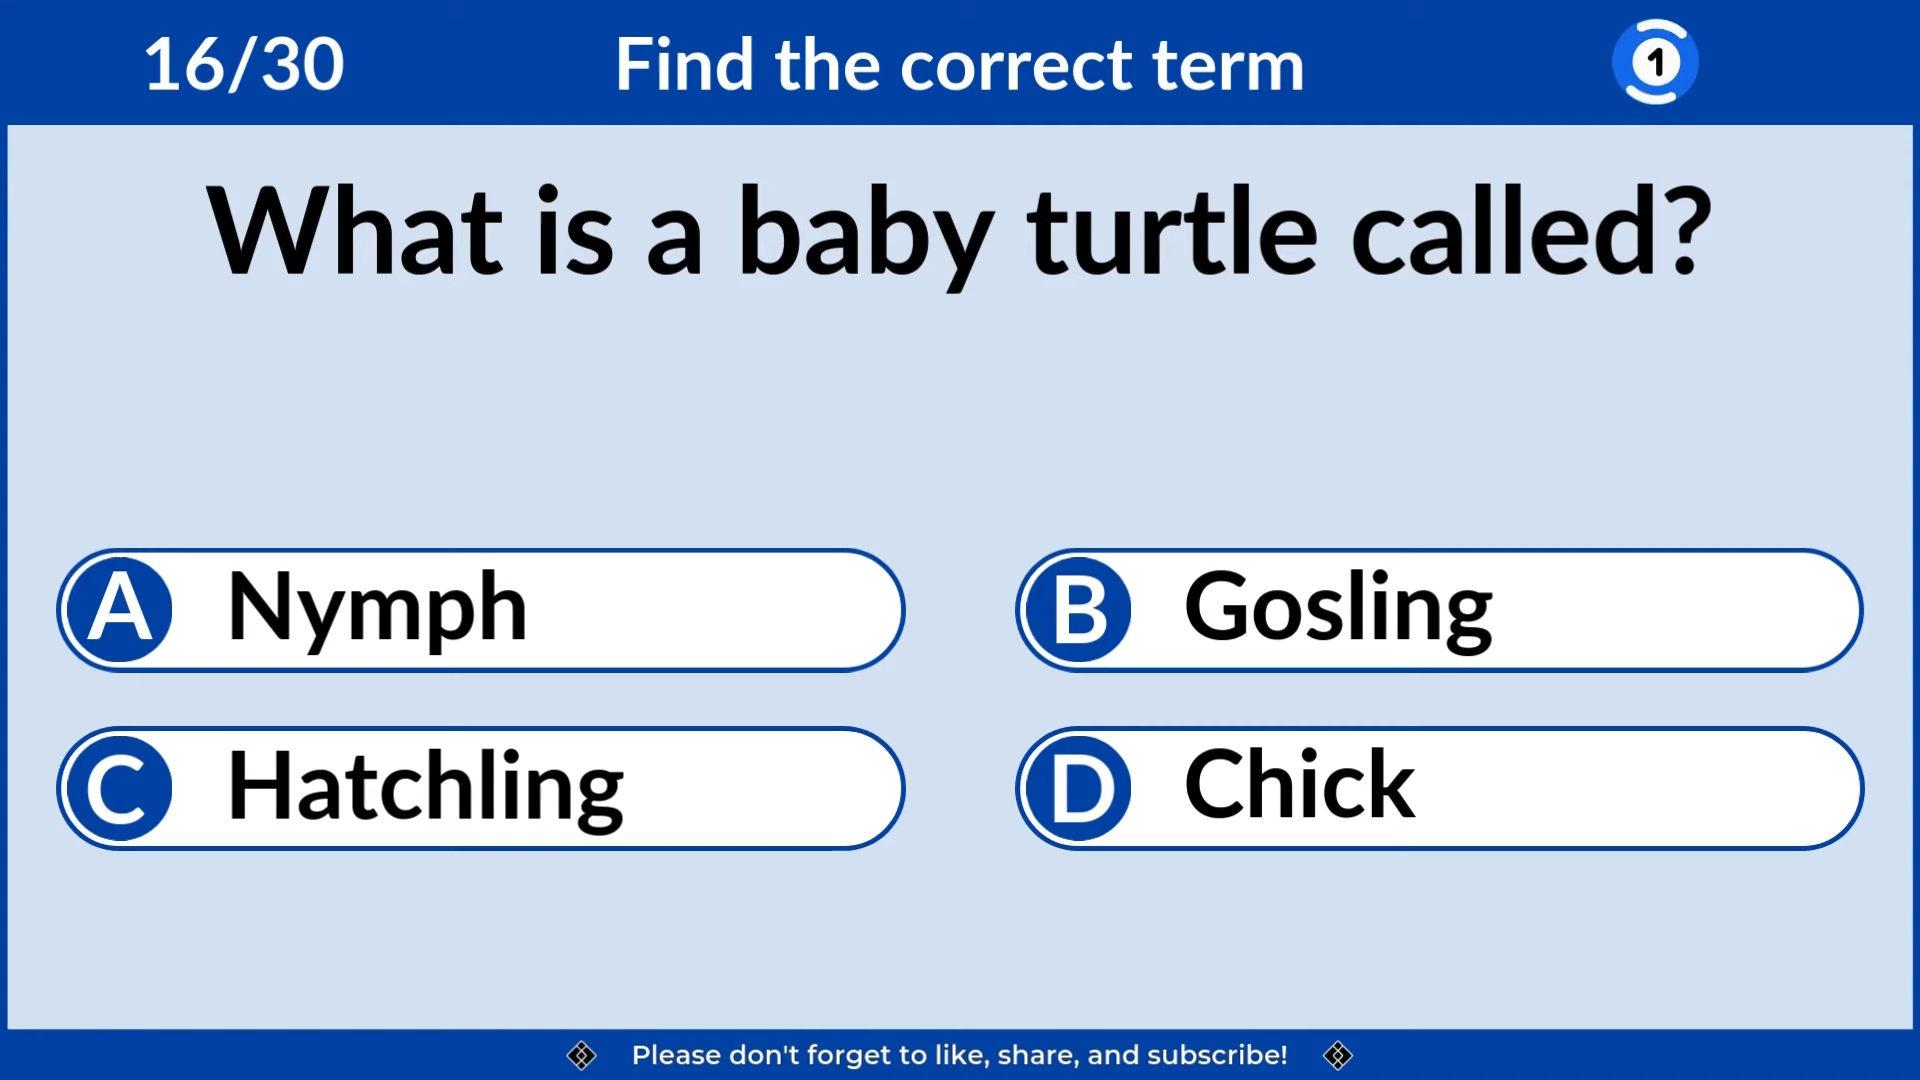 16/30
Find the correct term
1
What is a baby turtle called?
A Nymph
B Gosling
C Hatchling
D Chick
Please don't forget to like, share, and subscribe!